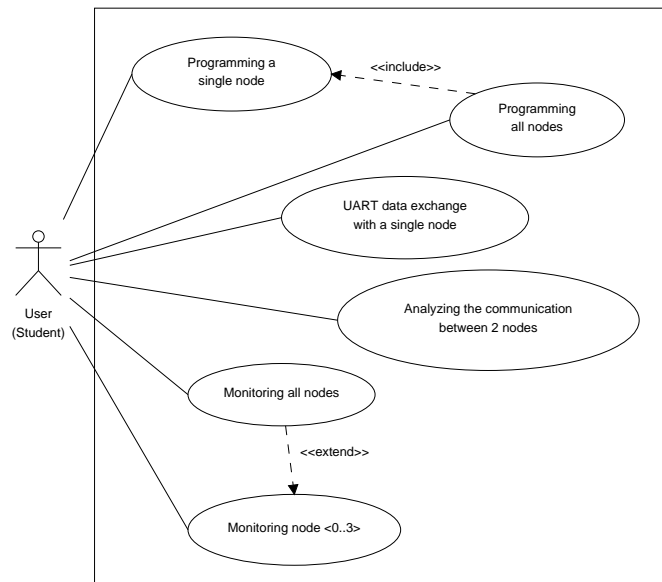 Programming a
single node
<<include>>
Programming
all nodes
UART data exchange
with a single node
User
(Student)
Analyzing the communication
between 2 nodes
Monitoring all nodes
<<extend>>
Monitoring node <0..3>